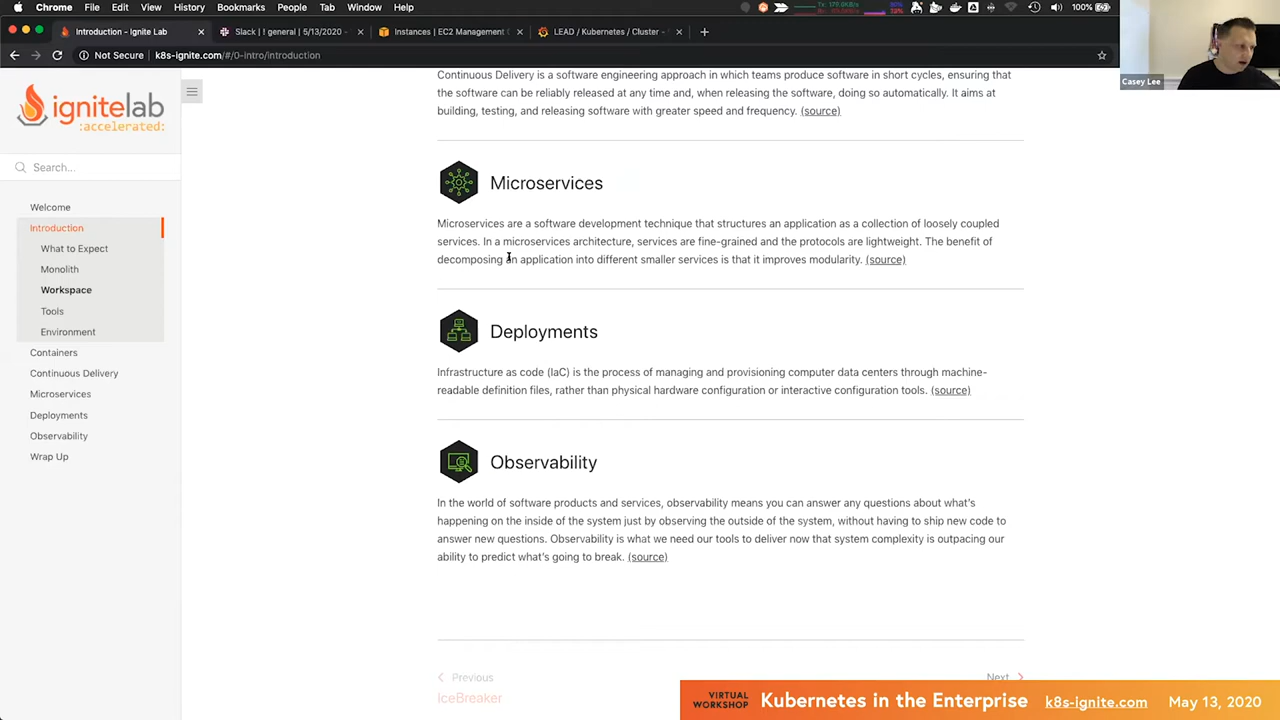 Chrome File Edit View History Bookmarks People Tab Window Help
100%
Introduction - Ignite Lab
Slack | ! general | 5/13/2020
Instances | EC2 Management C
LEAD / Kubernetes / Cluster -
Not Secure
k8s-ignite.com/#/0-intro/introduction
Casey Lee
ignitelab
:accelerated:
Search...
Welcome
Introduction
What to Expect
Monolith
Workspace
Tools
Environment
Containers
Continuous Delivery
Microservices
Deployments
Observability
Wrap Up
Continuous Delivery is a software engineering approach in which teams produce software in short cycles, ensuring that
the software can be reliably released at any time and, when releasing the software, doing so automatically. It aims at
building, testing, and releasing software with greater speed and frequency. (source)
Microservices
Microservices are a software development technique that structures an application as a collection of loosely coupled
services. In a microservices architecture, services are fine-grained and the protocols are lightweight. The benefit of
decomposing an application into different smaller services is that it improves modularity. (source)
Deployments
Infrastructure as code (IaC) is the process of managing and provisioning computer data centers through machine-
readable definition files, rather than physical hardware configuration or interactive configuration tools. (source)
Observability
In the world of software products and services, observability means you can answer any questions about what's
happening on the inside of the system just by observing the outside of the system, without having to ship new code to
answer new questions. Observability is what we need our tools to deliver now that system complexity is outpacing our
ability to predict what's going to break. (source)
Previous
IceBreaker
Next
VIRTUAL
WORKSHOP
Kubernetes in the Enterprise
k8s-ignite.com
May 13, 2020